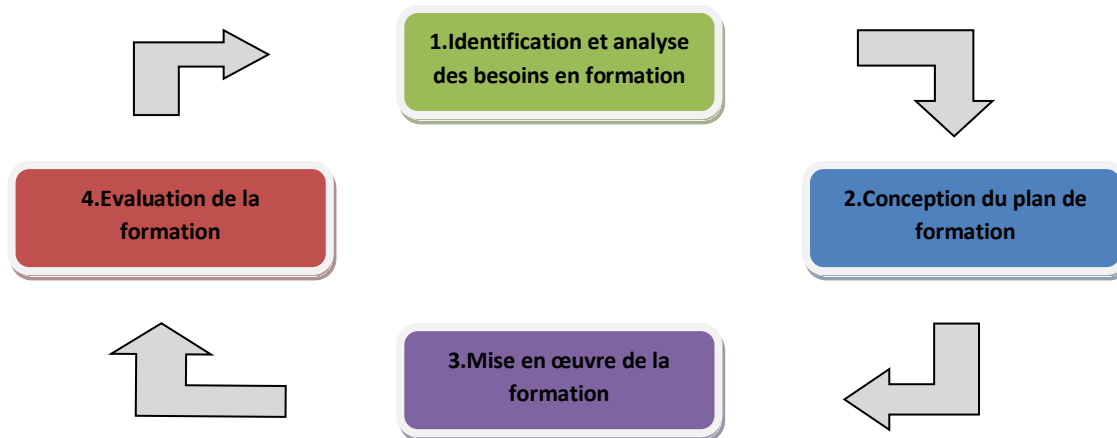 1.Identification et analyse
des besoins en formation
2.Conception du plan de
formation
3.Mise en œuvre de la
formation
4.Evaluation de la
formation